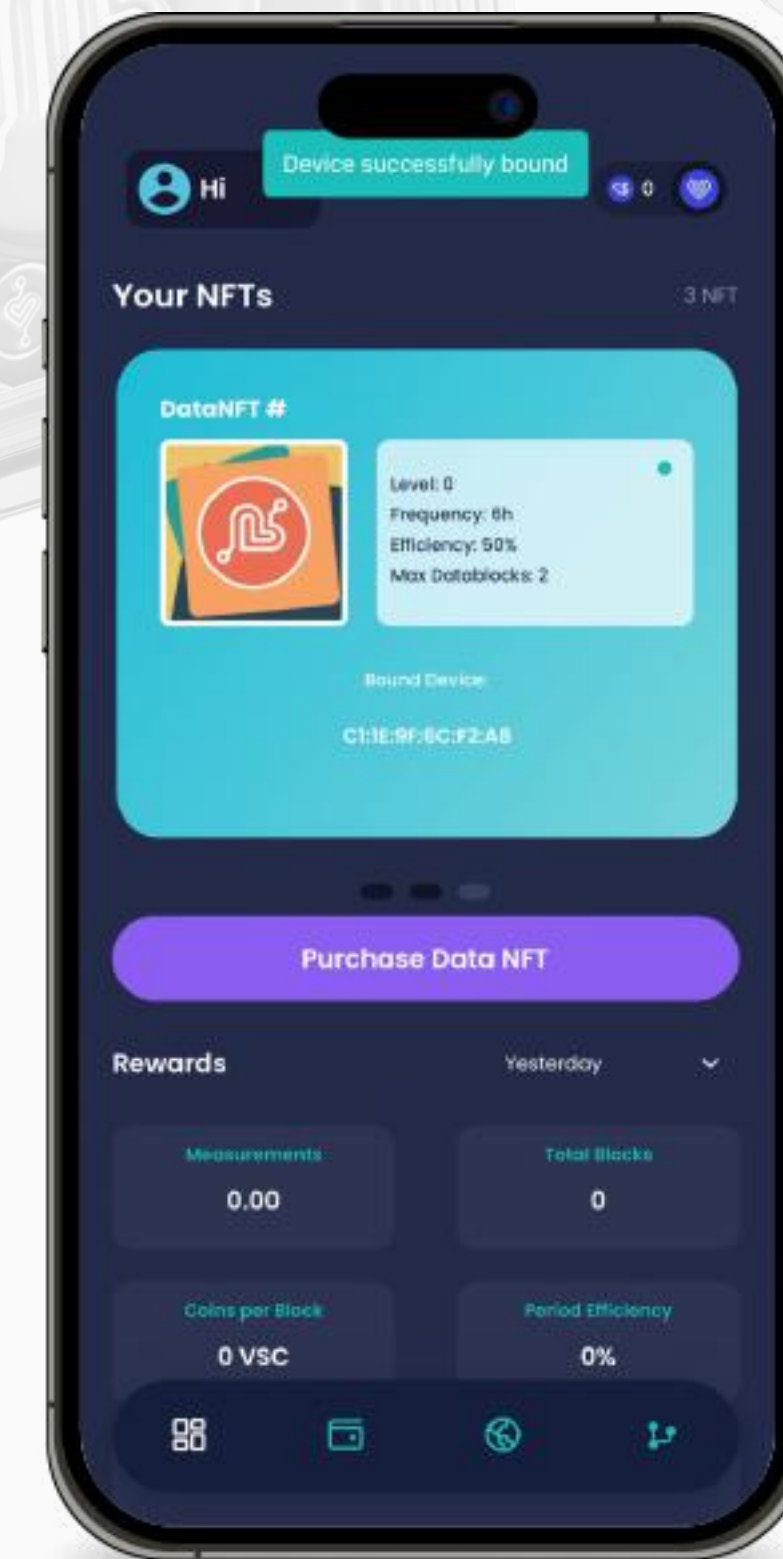 Device successfully bound
Hi
0
Your NFTs
3 NFT
DataNFT #
Level: 0
Frequency: 6h
Efficiency: 50%
Max Datablocks: 2
Bound Device
C1:1E:9F:6C:F2:A8
Purchase Data NFT
Rewards
Yesterday
Measurements
Total Blocks
0.00
0
Coins per Block
Period Efficiency
0 VSC
0%